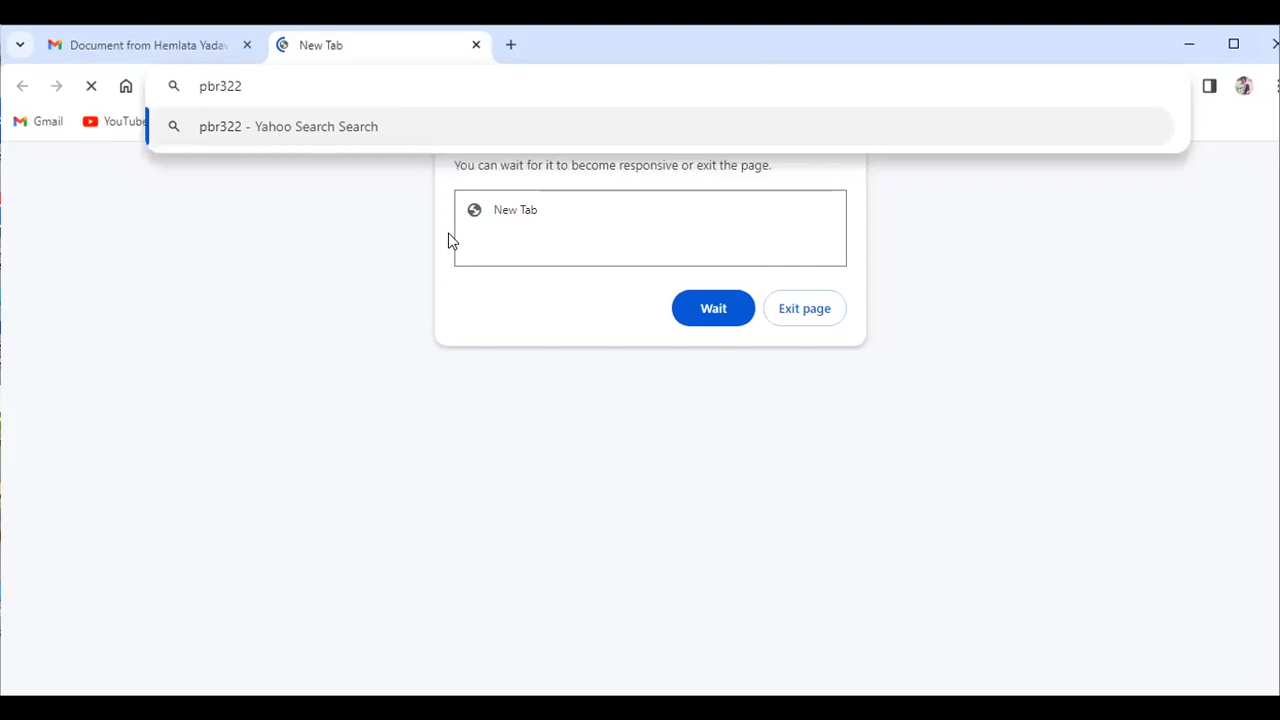 Document from Hemlata Yadav
New Tab
pbr322
Gmail
YouTube
pbr322 - Yahoo Search Search
You can wait for it to become responsive or exit the page.
New Tab
Wait
Exit page